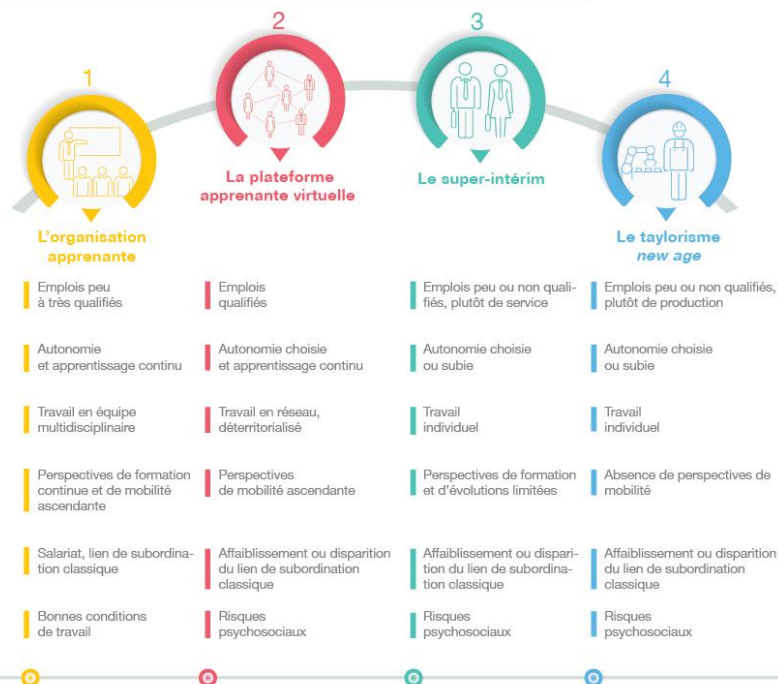 1
2
3
4
L'organisation
apprenante
La plateforme
apprenante virtuelle
Le super-intérim
Le taylorisme
new age
Emplois peu
à très qualifiés
Autonomie
et apprentissage continu
Travail en équipe
multidisciplinaire
Perspectives de formation
continue et de mobilité
ascendante
Salariat, lien de subordina-
tion classique
Bonnes conditions
de travail
Emplois
qualifiés
Autonomie choisie
et apprentissage continu
Travail en réseau,
déterritorialisé
Perspectives
de mobilité ascendante
Affaiblissement ou disparition
du lien de subordination
classique
Risques
psychosociaux
Emplois peu ou non quali-
fiés, plutôt de service
Autonomie choisie
ou subie
Travail
individuel
Perspectives de formation
et d'évolutions limitées
Affaiblissement ou dispari-
tion du lien de subordina-
tion classique
Risques
psychosociaux
Emplois peu ou non qualifiés,
plutôt de production
Autonomie choisie
ou subie
Travail
individuel
Absence de perspectives de
mobilité
Affaiblissement ou disparition
du lien de subordination
classique
Risques
psychosociaux